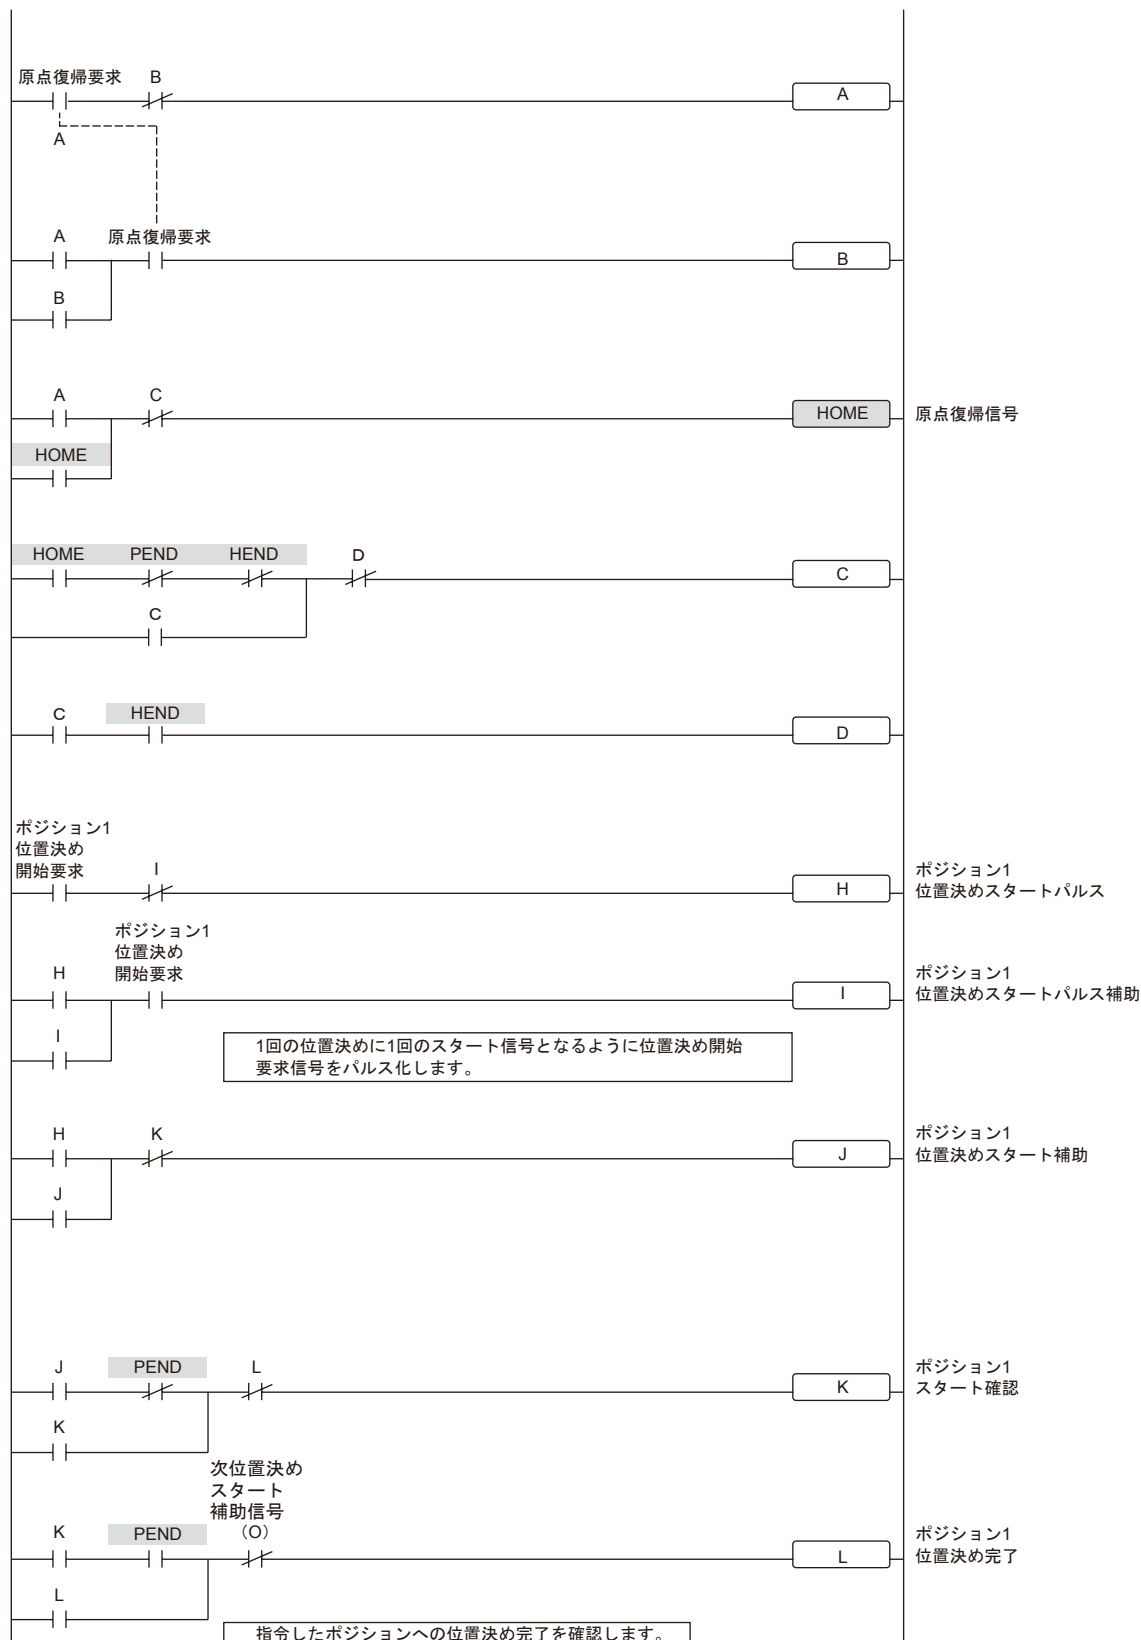 原点復帰要求 B
A
A
A 原点復帰要求
B
B
A C
HOME 原点復帰信号
HOME
HOME PEND HEND D
C
C
C HEND
D
ポジション1
位置決め
開始要求 I
H
ポジション1
位置決めスタートパルス
ポジション1
位置決め
開始要求
H
I
ポジション1
位置決めスタートパルス補助
I
1回の位置決めに1回のスタート信号となるように位置決め開始
要求信号をパルス化します。
H K
J
ポジション1
位置決めスタート補助
J
J PEND L
K
ポジション1
スタート確認
K
次位置決め
スタート
補助信号
(O)
K PEND
L
ポジション1
位置決め完了
L
指令したポジションへの位置決め完了を確認します。